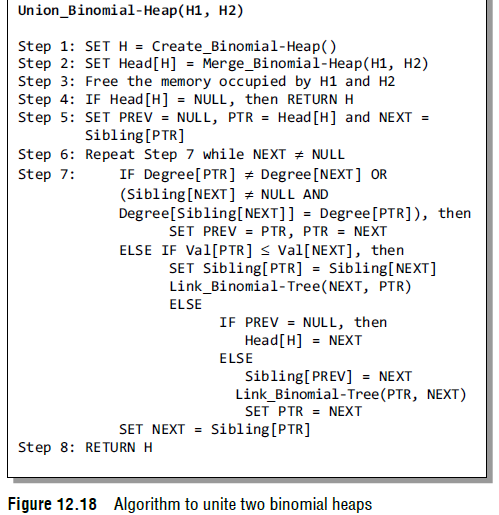 Union_Binomial-Heap(H1, H2)
Step 1: SET H = Create_Binomial-Heap()
Step 2: SET Head[H] = Merge_Binomial-Heap(H1, H2)
Step 3: Free the memory occupied by H1 and H2
Step 4: IF Head[H] = NULL, then RETURN H
Step 5: SET PREV = NULL, PTR = Head[H] and NEXT =
Sibling[PTR]
Step 6: Repeat Step 7 while NEXT ≠ NULL
Step 7: IF Degree[PTR] ≠ Degree[NEXT] OR
(Sibling[NEXT] ≠ NULL AND
Degree[Sibling[NEXT]] = Degree[PTR]), then
SET PREV = PTR, PTR = NEXT
ELSE IF Val[PTR] ≤ Val[NEXT], then
SET Sibling[PTR] = Sibling[NEXT]
Link_Binomial-Tree(NEXT, PTR)
ELSE
IF PREV = NULL, then
Head[H] = NEXT
ELSE
Sibling[PREV] = NEXT
Link_Binomial-Tree(PTR, NEXT)
SET PTR = NEXT
SET NEXT = Sibling[PTR]
Step 8: RETURN H
Figure 12.18 Algorithm to unite two binomial heaps